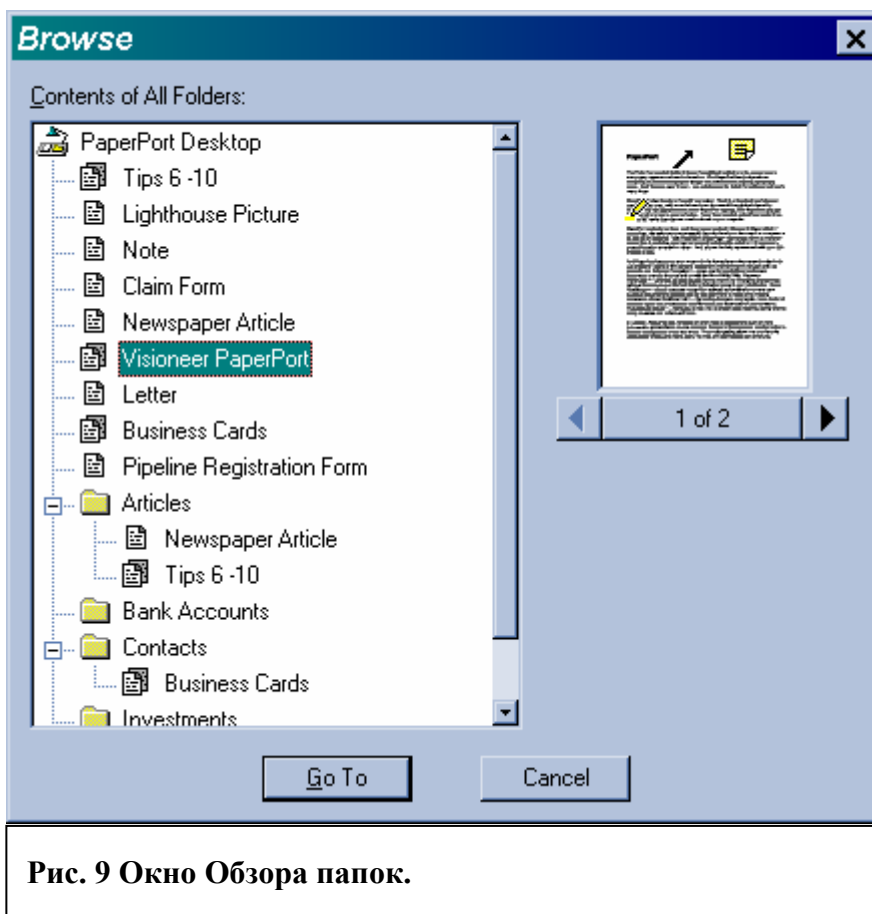 Browse
Contents of All Folders:
PaperPort Desktop
Tips 6 -10
Lighthouse Picture
Note
Claim Form
Newspaper Article
Visioneer PaperPort
Letter
Business Cards
Pipeline Registration Form
Articles
Newspaper Article
Tips 6 -10
Bank Accounts
Contacts
Business Cards
Investments
PaperPort
1 of 2
Go To
Cancel
Рис. 9 Окно Обзора папок.